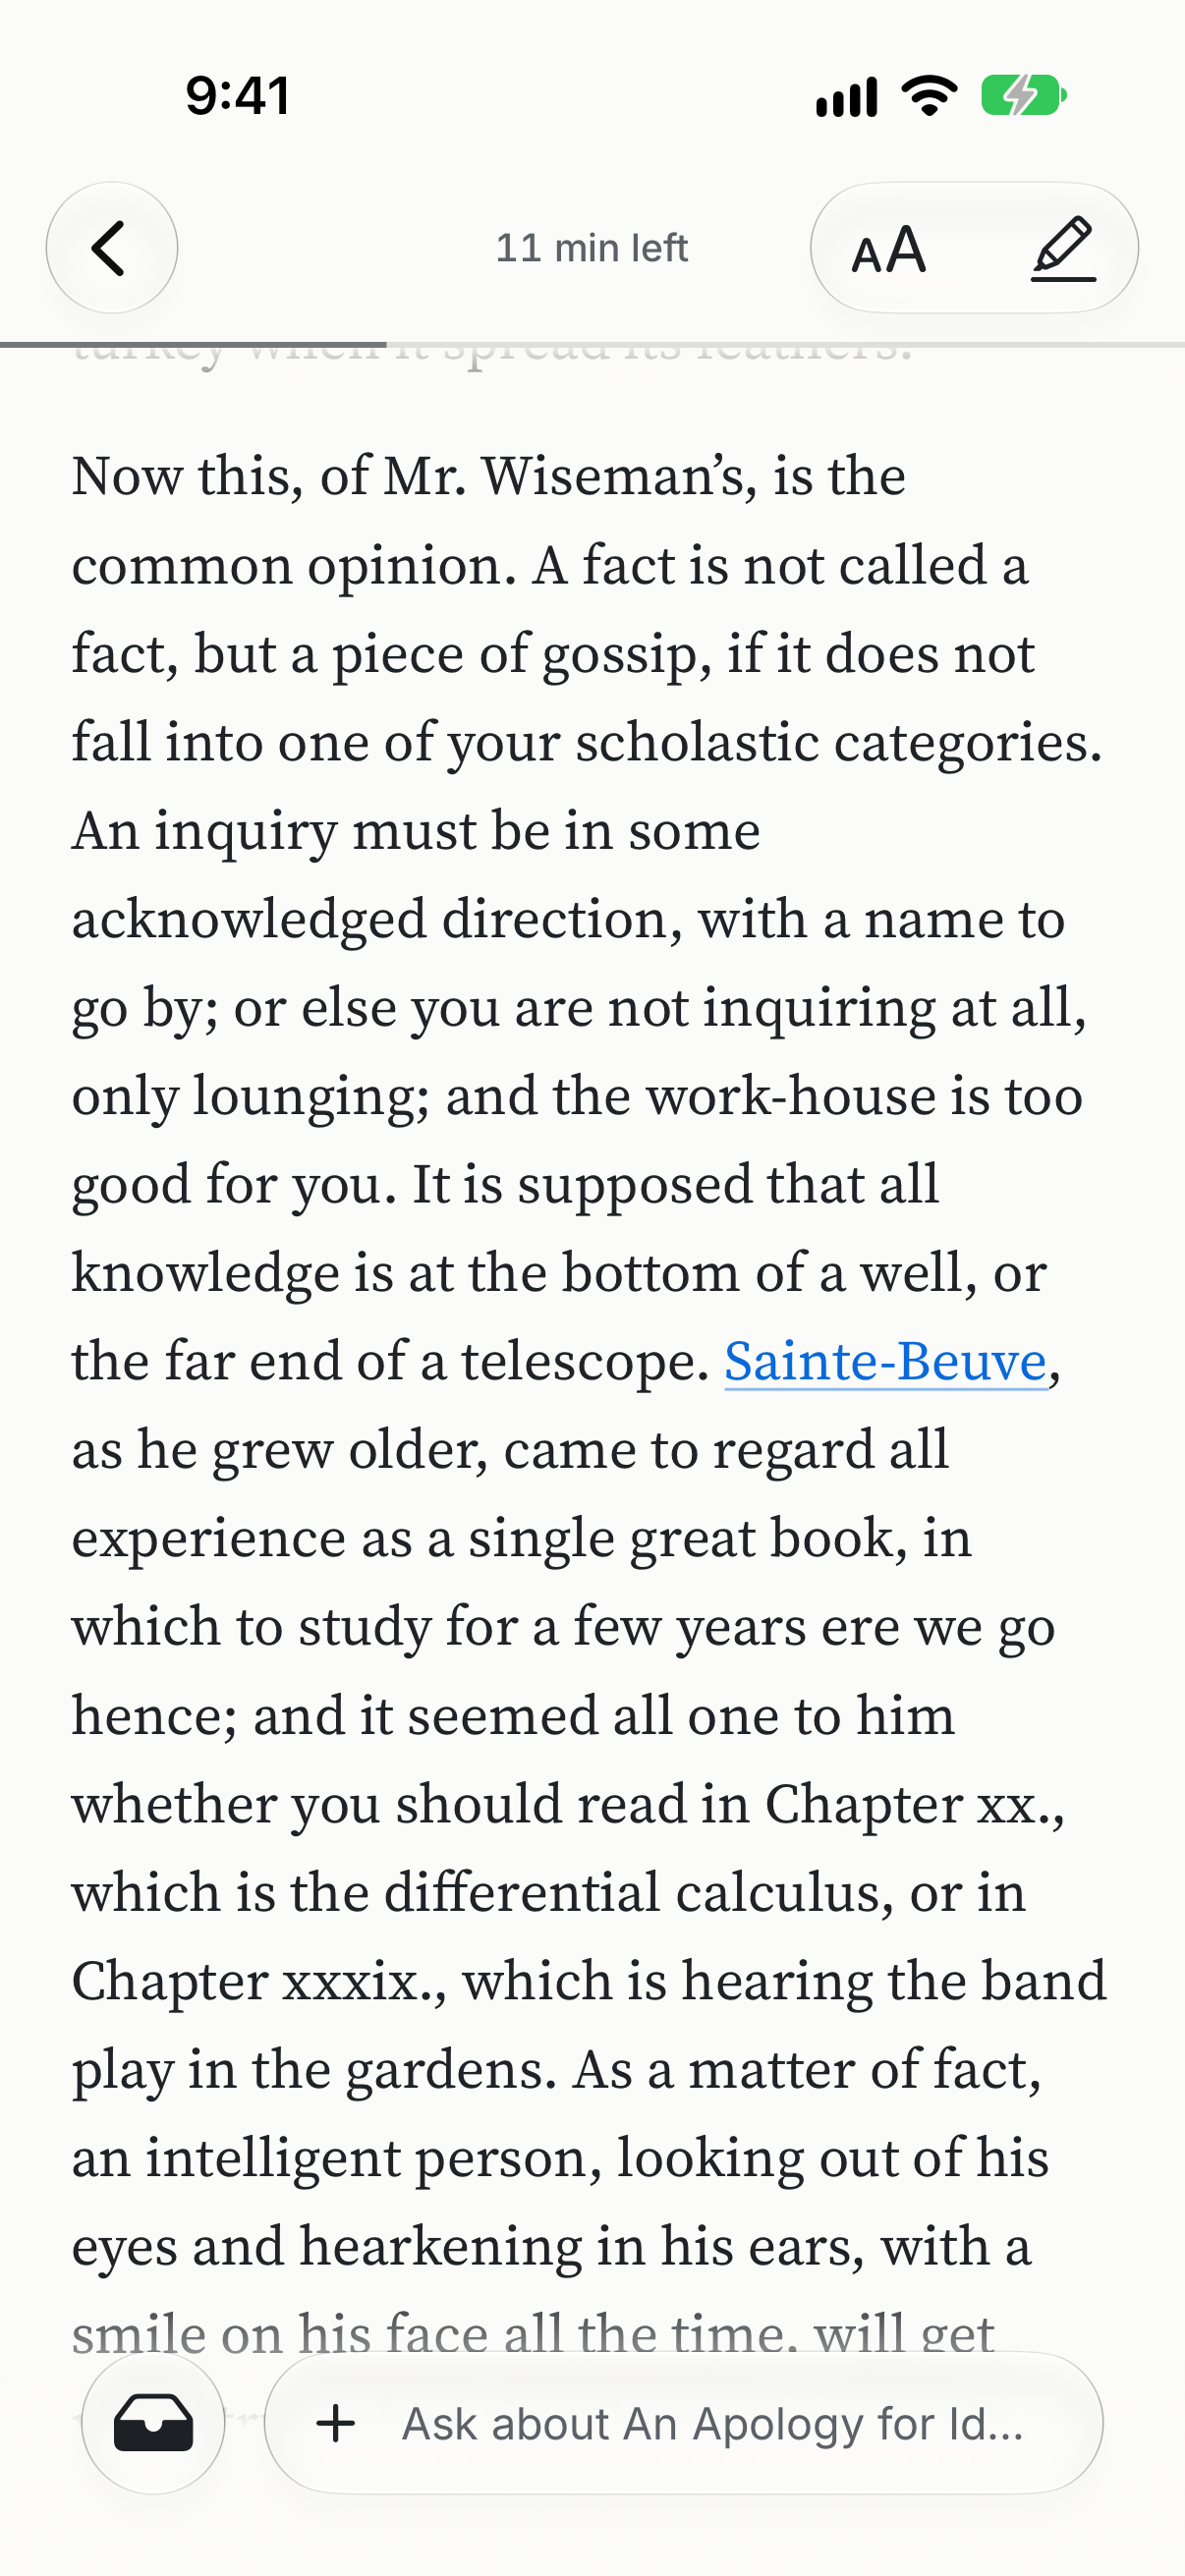 9:41
11 min left
AA
turkey when it spread its feathers.
Now this, of Mr. Wiseman’s, is the
common opinion. A fact is not called a
fact, but a piece of gossip, if it does not
fall into one of your scholastic categories.
An inquiry must be in some
acknowledged direction, with a name to
go by; or else you are not inquiring at all,
only lounging; and the work-house is too
good for you. It is supposed that all
knowledge is at the bottom of a well, or
the far end of a telescope. Sainte-Beuve,
as he grew older, came to regard all
experience as a single great book, in
which to study for a few years ere we go
hence; and it seemed all one to him
whether you should read in Chapter xx.,
which is the differential calculus, or in
Chapter xxxix., which is hearing the band
play in the gardens. As a matter of fact,
an intelligent person, looking out of his
eyes and hearkening in his ears, with a
smile on his face all the time, will get
Ask about An Apology for Id...